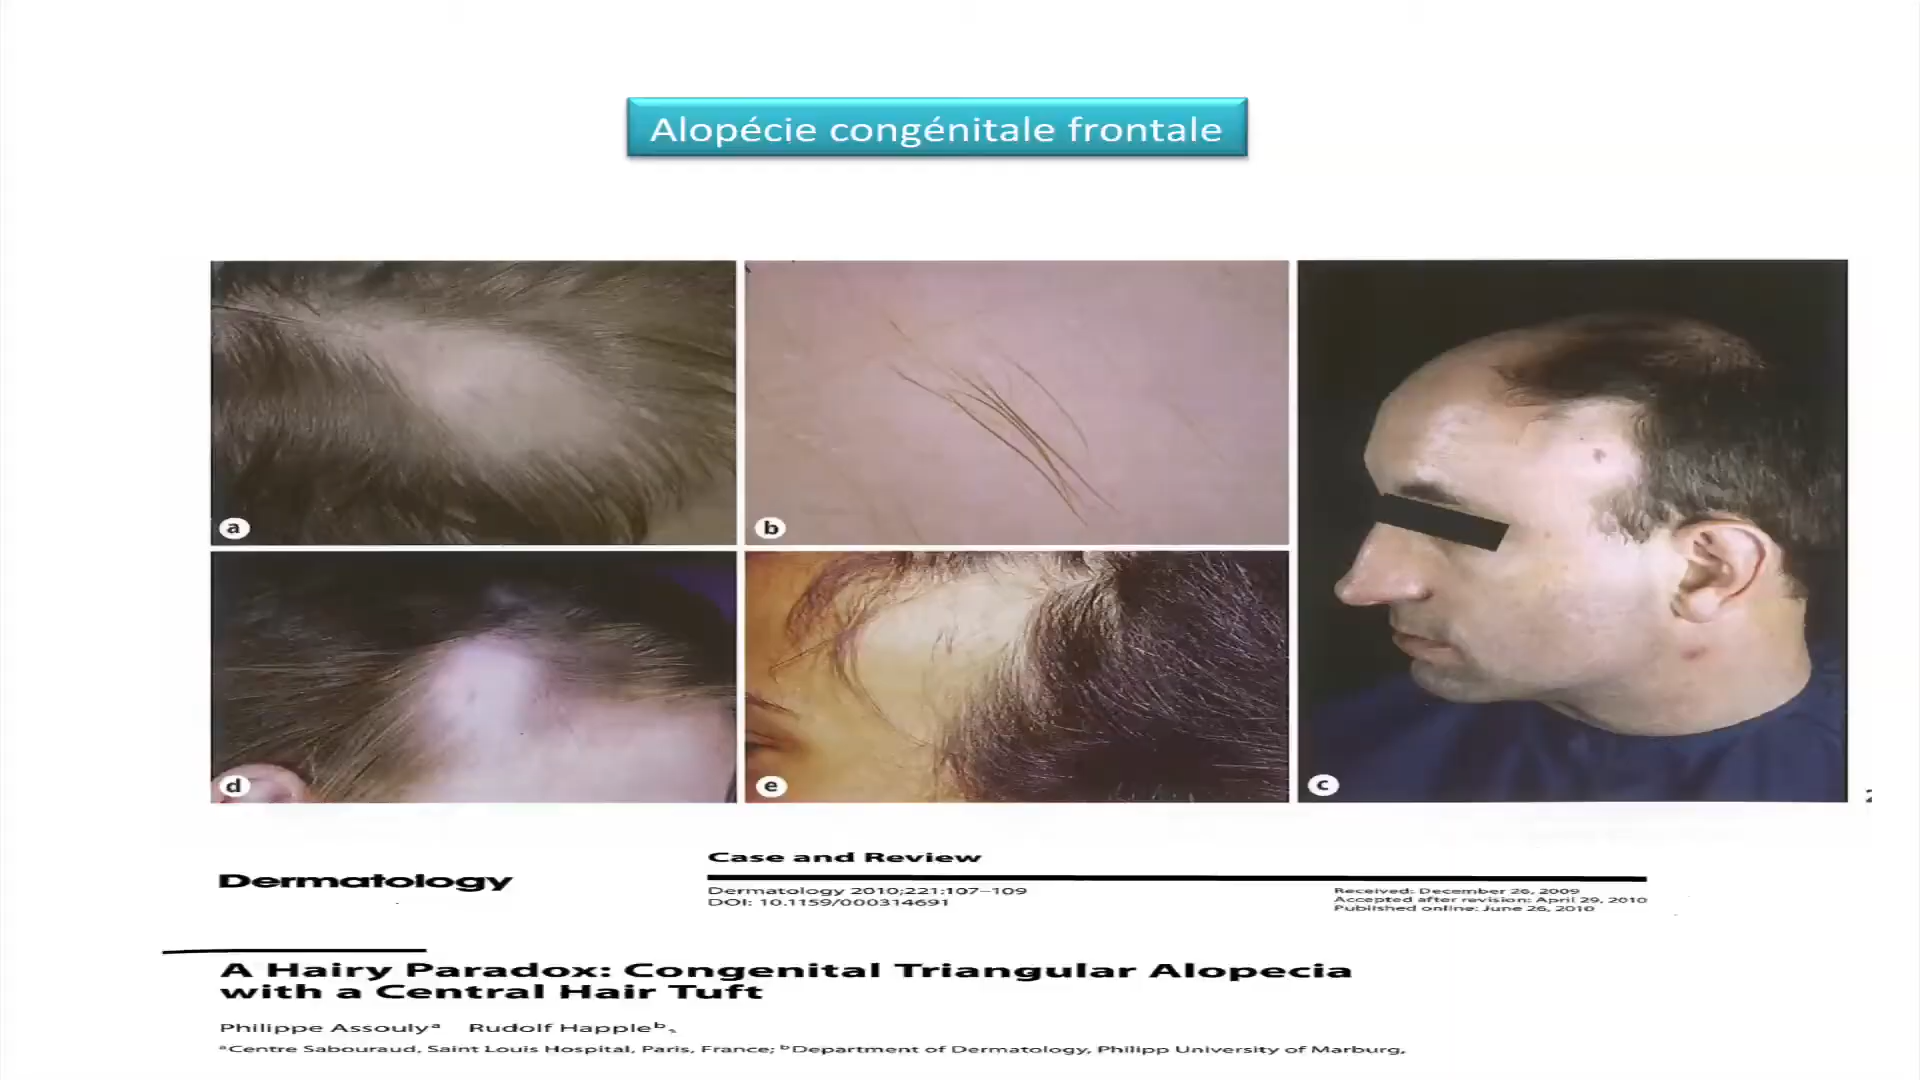 Alopécie congénitale frontale
a
b
c
d
e
Case and Review
Dermatology
Dermatology 2010;221:107–109
DOI: 10.1159/000314691
Received: December 26, 2009
Accepted after revision: April 29, 2010
Published online: June 26, 2010
A Hairy Paradox: Congenital Triangular Alopecia
with a Central Hair Tuft
Philippe Assouly a Rudolf Happle b,
a Centre Sabouraud, Saint Louis Hospital, Paris, France; b Department of Dermatology, Philipp University of Marburg,